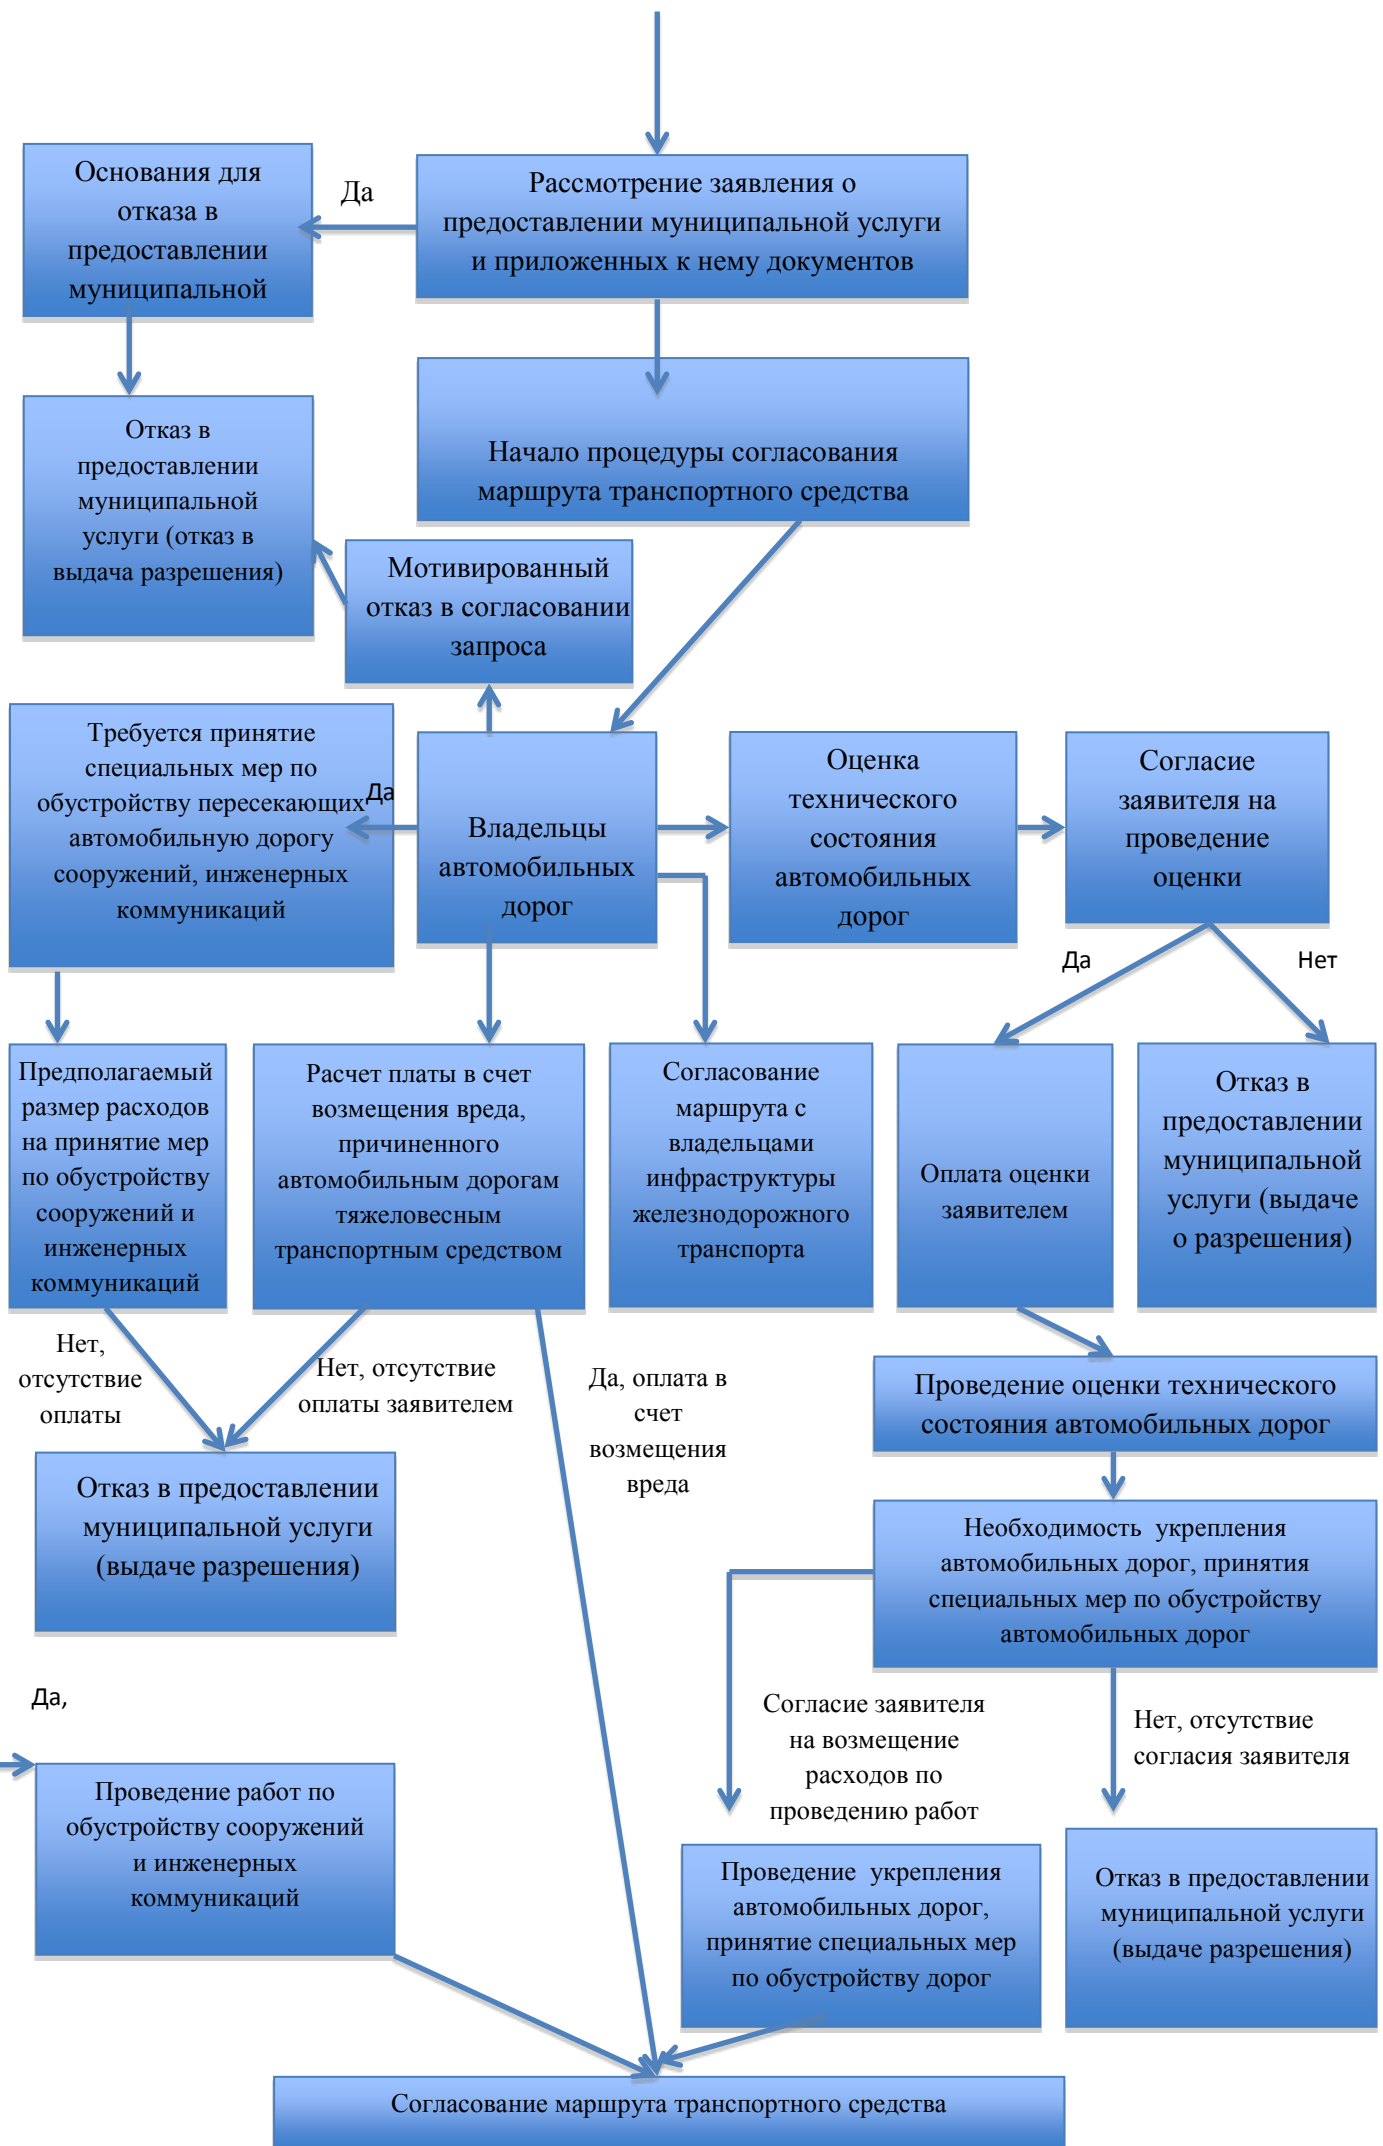 Основания для
отказа в
предоставлении
муниципальной
Да
Рассмотрение заявления о
предоставлении муниципальной услуги
и приложенных к нему документов
Отказ в
предоставлении
муниципальной
услуги (отказ в
выдача разрешения)
Начало процедуры согласования
маршрута транспортного средства
Мотивированный
отказ в согласовании
запроса
Требуется принятие
специальных мер по
обустройству пересекающих
автомобильную дорогу
сооружений, инженерных
коммуникаций
Да
Владельцы
автомобильных
дорог
Оценка
технического
состояния
автомобильных
дорог
Согласие
заявителя на
проведение
оценки
Да
Нет
Предполагаемый
размер расходов
на принятие мер
по обустройству
сооружений и
инженерных
коммуникаций
Расчет платы в счет
возмещения вреда,
причиненного
автомобильным дорогам
тяжеловесным
транспортным средством
Согласование
маршрута с
владельцами
инфраструктуры
железнодорожного
транспорта
Оплата оценки
заявителем
Отказ в
предоставлении
муниципальной
услуги (выдаче
о разрешения)
Нет,
отсутствие
оплаты
Нет, отсутствие
оплаты заявителем
Да, оплата в
счет
возмещения
вреда
Проведение оценки технического
состояния автомобильных дорог
Отказ в предоставлении
муниципальной услуги
(выдаче разрешения)
Необходимость укрепления
автомобильных дорог, принятия
специальных мер по обустройству
автомобильных дорог
Да,
Согласие заявителя
на возмещение
расходов по
проведению работ
Нет, отсутствие
согласия заявителя
Проведение работ по
обустройству сооружений
и инженерных
коммуникаций
Проведение укрепления
автомобильных дорог,
принятие специальных мер
по обустройству дорог
Отказ в предоставлении
муниципальной услуги
(выдаче разрешения)
Согласование маршрута транспортного средства